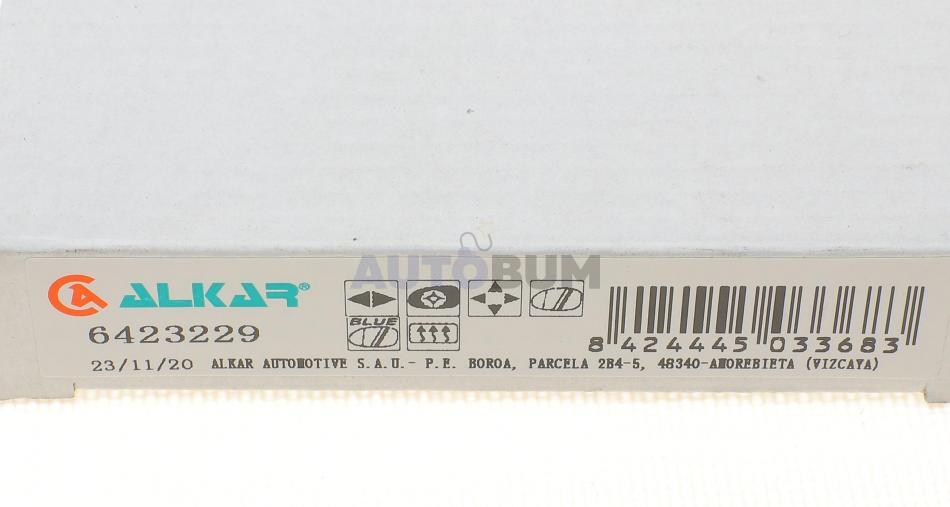 AUTOBUM
ALKAR®
6423229
BLUE
8 424445 033683
23/11/20 ALKAR AUTOMOTIVE S.A.U.- P.E. BOROA, PARCELA 2B4-5, 48340-AMOREBIETA (VIZCAYA)